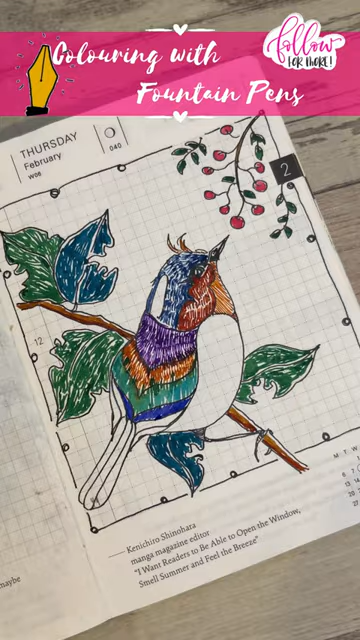 Colouring with
Fountain Pens
follow
FOR MORE!
THURSDAY
February
W06
040
2
12
M T W
6
13 14
20
27
Kenichiro Shinohara
manga magazine editor
"I Want Readers to Be Able to Open the Window,
Smell Summer and Feel the Breeze"
maybe